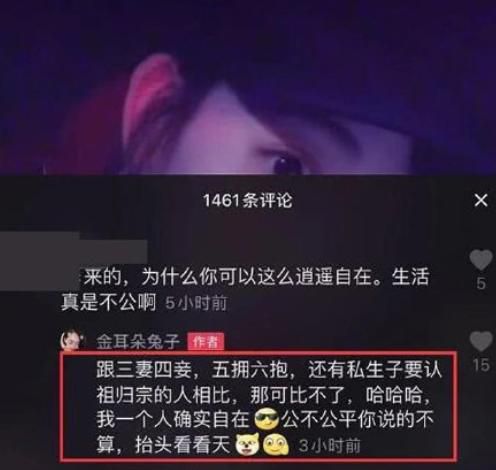 1461条评论
来的，为什么你可以这么逍遥自在。生活
真是不公啊 5小时前
5
金耳朵兔子 作者
15
跟三妻四妾，五拥六抱，还有私生子要认
祖归宗的人相比，那可比不了，哈哈哈，
我一个人确实自在😎公不公平你说的不
算，抬头看看天🐶🤗 3小时前